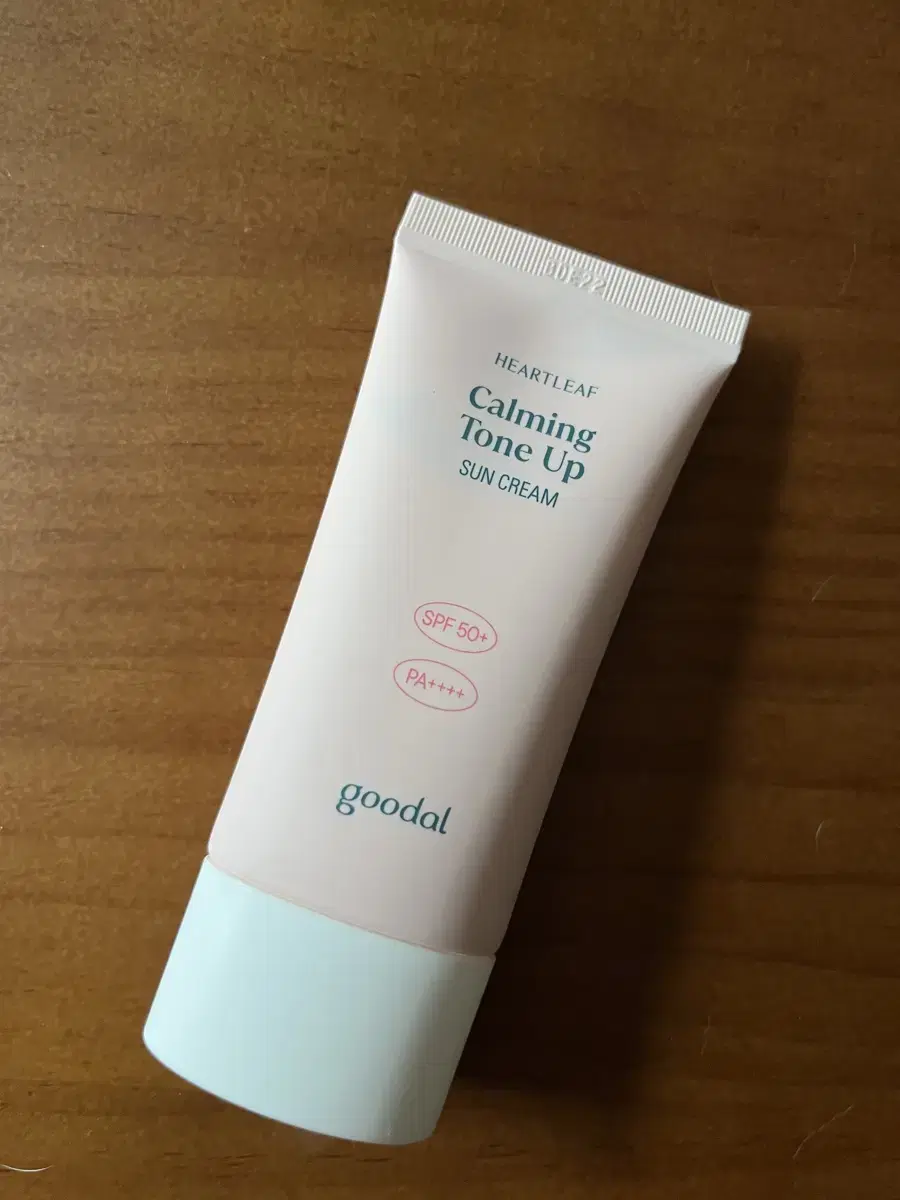 HEARTLEAF
Calming
Tone Up
SUN CREAM
SPF 50+
PA++++
goodal